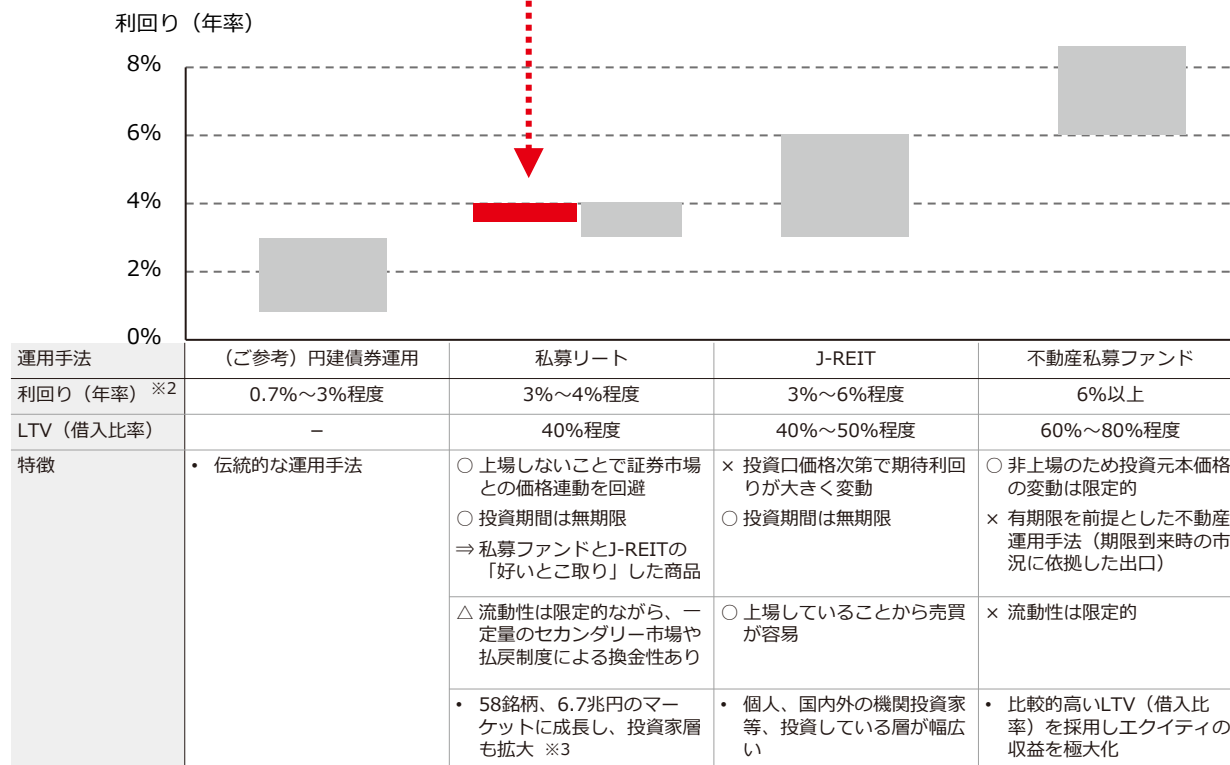 利回り（年率）
8%
6%
4%
2%
0%
運用手法
（ご参考）円建債券運用
私募リート
J-REIT
不動産私募ファンド
利回り（年率）※2
0.7%～3%程度
3%～4%程度
3%～6%程度
6%以上
LTV（借入比率）
－
40%程度
40%～50%程度
60%～80%程度
特徴
• 伝統的な運用手法
○ 上場しないことで証券市場
との価格連動を回避
○ 投資期間は無期限
⇒ 私募ファンドとJ-REITの
「好いとこ取り」した商品
× 投資口価格次第で期待利回
りが大きく変動
○ 投資期間は無期限
○ 非上場のため投資元本価格
の変動は限定的
× 有期限を前提とした不動産
運用手法（期限到来時の市
況に依拠した出口）
△ 流動性は限定的ながら、一
定量のセカンダリー市場や
払戻制度による換金性あり
○ 上場していることから売買
が容易
× 流動性は限定的
• 58銘柄、6.7兆円のマー
ケットに成長し、投資家層
も拡大 ※3
• 個人、国内外の機関投資家
等、投資している層が幅広
い
• 比較的高いLTV（借入比
率）を採用しエクイティの
収益を極大化